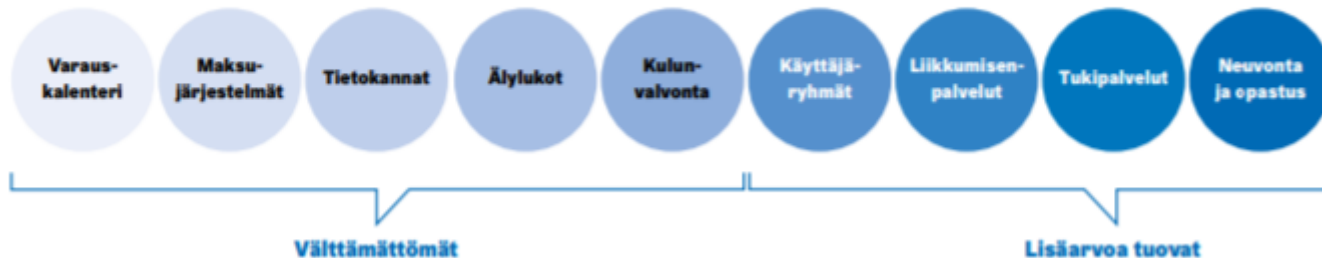 Varaus-
kalenteri
Maksu-
järjestelmät
Tietokannat
Älylukot
Kulun-
valvonta
Käyttäjä-
ryhmät
Liikkumisen-
palvelut
Tukipalvelut
Neuvonta
ja opastus
Välttämättömät
Lisäarvoa tuovat